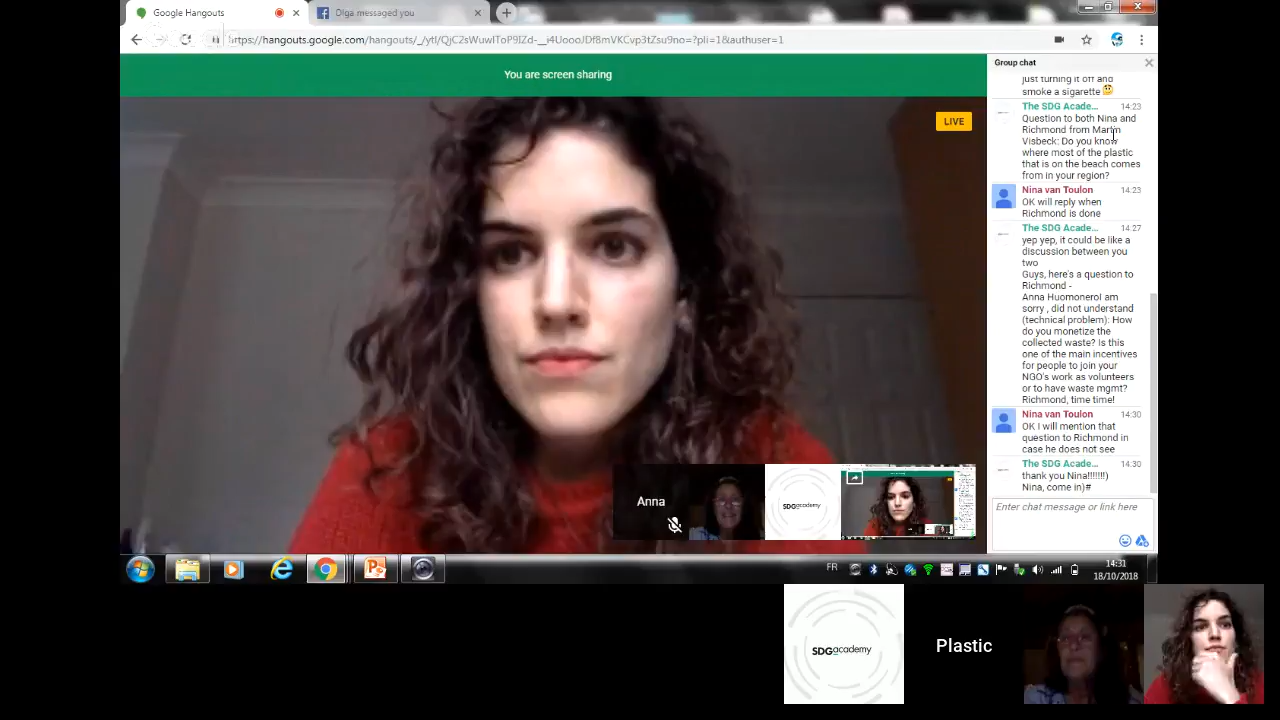 Google Hangouts
Olga messaged you
https://hangouts.google.com/hangouts/_/ytl/QjC2sWuwIToP9IZd-__i4UoooJDf8mVKCvp3tZsu9no=?pli=1&authuser=1
You are screen sharing
LIVE
Group chat
just turning it off and
smoke a sigarette
The SDG Acade... 14:23
Question to both Nina and
Richmond from Martin
Visbeck: Do you know
where most of the plastic
that is on the beach comes
from in your region?
Nina van Toulon 14:23
OK will reply when
Richmond is done
The SDG Acade... 14:27
yep yep, it could be like a
discussion between you
two
Guys, here's a question to
Richmond -
Anna HuomoneroI am
sorry , did not understand
(technical problem): How
do you monetize the
collected waste? Is this
one of the main incentives
for people to join your
NGO's work as volunteers
or to have waste mgmt?
Richmond, time time!
Nina van Toulon 14:30
OK I will mention that
question to Richmond in
case he does not see
The SDG Acade... 14:30
thank you Nina!!!!!!!)
Nina, come in)#
Enter chat message or link here
Anna
SDGacademy
FR
14:31
18/10/2018
SDGacademy
Plastic